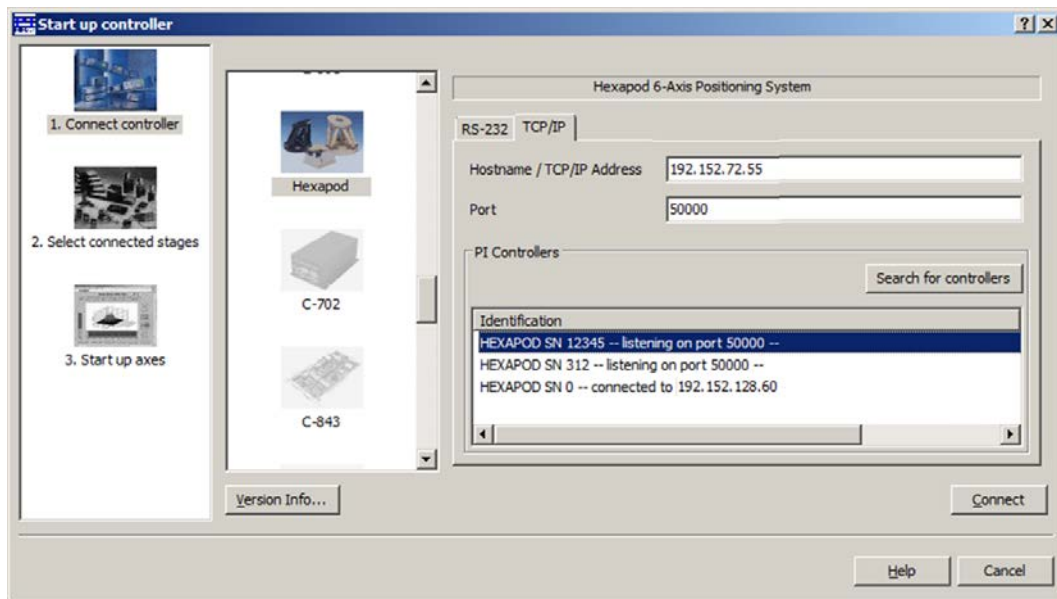 Start up controller
1. Connect controller
2. Select connected stages
3. Start up axes
Hexapod
C-702
C-843
Version Info...
Hexapod 6-Axis Positioning System
RS-232 TCP/IP
Hostname / TCP/IP Address 192.152.72.55
Port 50000
PI Controllers
Search for controllers
Identification
HEXAPOD SN 12345 -- listening on port 50000 --
HEXAPOD SN 312 -- listening on port 50000 --
HEXAPOD SN 0 -- connected to 192.152.128.60
Connect
Help Cancel